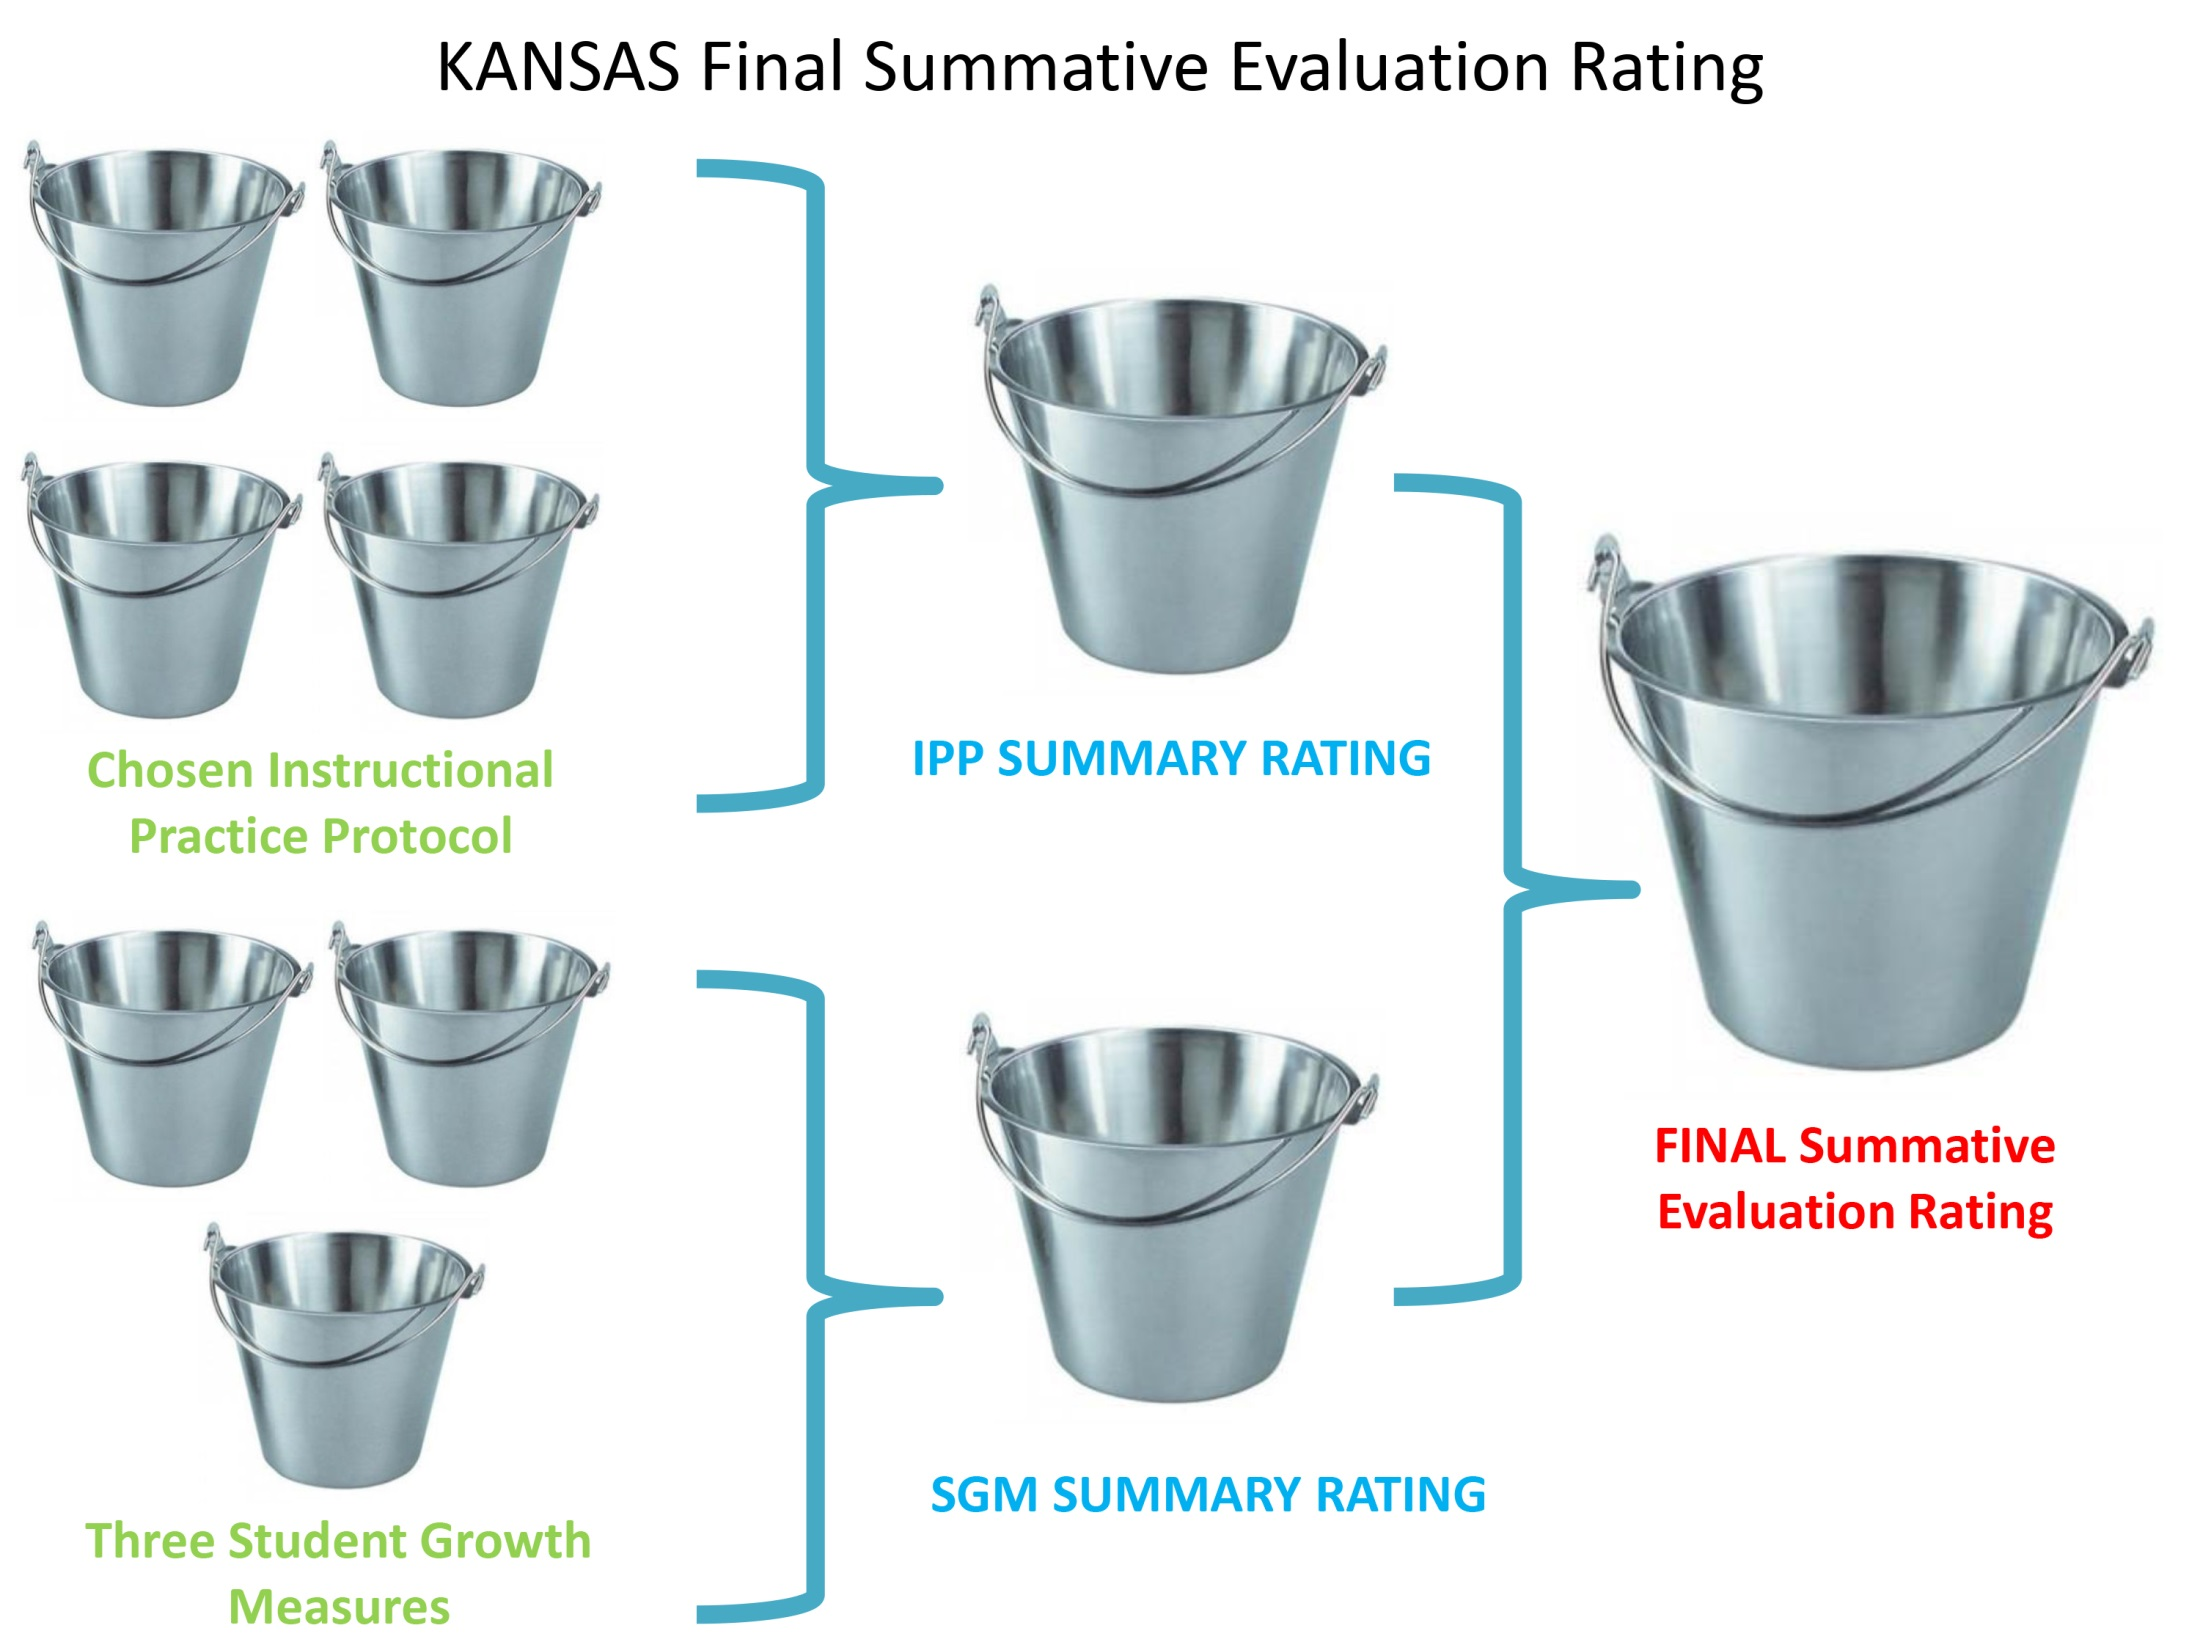 KANSAS Final Summative Evaluation Rating
Chosen Instructional
Practice Protocol
IPP SUMMARY RATING
FINAL Summative
Evaluation Rating
SGM SUMMARY RATING
Three Student Growth
Measures